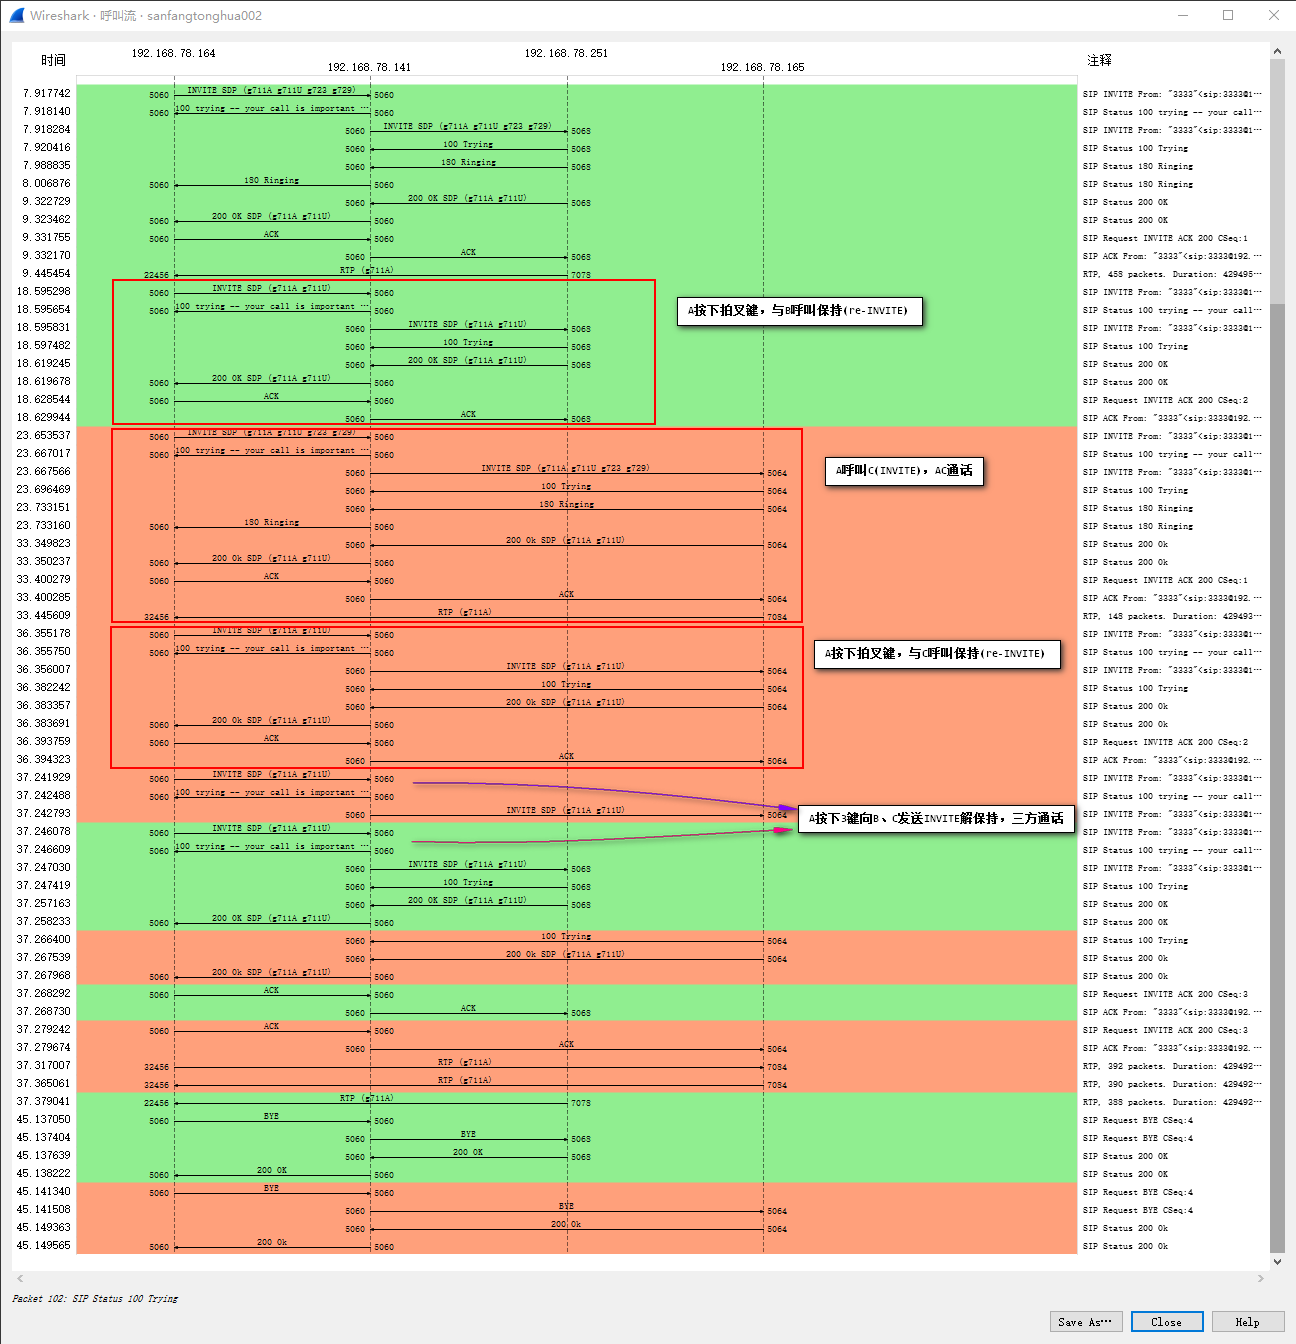 Wireshark · 呼叫流 · sanfangtonghua002
192.168.78.164 192.168.78.251
时间 注释
192.168.78.141 192.168.78.165
7.917742 5060 INVITE SDP (g711A g711U g723 g729) 5060 SIP INVITE From: "3333"<sip:3333@1⋯
7.918140 5060 100 trying -- your call is important ⋯ 5060 SIP Status 100 trying -- your call⋯
7.918284 5060 INVITE SDP (g711A g711U g723 g729) 5068 SIP INVITE From: "3333"<sip:3333@1⋯
7.920416 5060 100 Trying 5068 SIP Status 100 Trying
7.988835 5060 180 Ringing 5068 SIP Status 180 Ringing
8.006876 5060 180 Ringing 5060 SIP Status 180 Ringing
9.322729 5060 200 OK SDP (g711A g711U) 5068 SIP Status 200 OK
9.323462 5060 200 OK SDP (g711A g711U) 5060 SIP Status 200 OK
9.331755 5060 ACK 5060 SIP Request INVITE ACK 200 CSeq:1
9.332170 5060 ACK 5068 SIP ACK From: "3333"<sip:3333@192.⋯
9.445454 22456 RTP (g711A) 7078 RTP, 458 packets. Duration: 429495⋯
18.595298 5060 INVITE SDP (g711A g711U) 5060 SIP INVITE From: "3333"<sip:3333@1⋯
18.595654 5060 100 trying -- your call is important ⋯ 5060 A按下拍叉键，与B呼叫保持(re-INVITE) SIP Status 100 trying -- your call⋯
18.595831 5060 INVITE SDP (g711A g711U) 5068 SIP INVITE From: "3333"<sip:3333@1⋯
18.597482 5060 100 Trying 5068 SIP Status 100 Trying
18.619245 5060 200 OK SDP (g711A g711U) 5068 SIP Status 200 OK
18.619678 5060 200 OK SDP (g711A g711U) 5060 SIP Status 200 OK
18.628544 5060 ACK 5060 SIP Request INVITE ACK 200 CSeq:2
18.629944 5060 ACK 5068 SIP ACK From: "3333"<sip:3333@192.⋯
23.653537 5060 INVITE SDP (g711A g711U g723 g729) 5060 SIP INVITE From: "3333"<sip:3333@1⋯
23.667017 5060 100 trying -- your call is important ⋯ 5060 SIP Status 100 trying -- your call⋯
23.667566 5060 INVITE SDP (g711A g711U g723 g729) 5064 A呼叫C(INVITE)，AC通话 SIP INVITE From: "3333"<sip:3333@1⋯
23.696469 5060 100 Trying 5064 SIP Status 100 Trying
23.733151 5060 180 Ringing 5064 SIP Status 180 Ringing
23.733160 5060 180 Ringing 5060 SIP Status 180 Ringing
33.349823 5060 200 Ok SDP (g711A g711U) 5064 SIP Status 200 Ok
33.350237 5060 200 Ok SDP (g711A g711U) 5060 SIP Status 200 Ok
33.400279 5060 ACK 5060 SIP Request INVITE ACK 200 CSeq:1
33.400285 5060 ACK 5064 SIP ACK From: "3333"<sip:3333@192.⋯
33.445609 32456 RTP (g711A) 7084 RTP, 148 packets. Duration: 429493⋯
36.355178 5060 INVITE SDP (g711A g711U) 5060 SIP INVITE From: "3333"<sip:3333@1⋯
36.355750 5060 100 trying -- your call is important ⋯ 5060 A按下拍叉键，与C呼叫保持(re-INVITE) SIP Status 100 trying -- your call⋯
36.356007 5060 INVITE SDP (g711A g711U) 5064 SIP INVITE From: "3333"<sip:3333@1⋯
36.382242 5060 100 Trying 5064 SIP Status 100 Trying
36.383357 5060 200 Ok SDP (g711A g711U) 5064 SIP Status 200 Ok
36.383691 5060 200 Ok SDP (g711A g711U) 5060 SIP Status 200 Ok
36.393759 5060 ACK 5060 SIP Request INVITE ACK 200 CSeq:2
36.394323 5060 ACK 5064 SIP ACK From: "3333"<sip:3333@192.⋯
37.241929 5060 INVITE SDP (g711A g711U) 5060 SIP INVITE From: "3333"<sip:3333@1⋯
37.242488 5060 100 trying -- your call is important ⋯ 5060 SIP Status 100 trying -- your call⋯
37.242793 5060 INVITE SDP (g711A g711U) 5064 A按下3键向B、C发送INVITE解保持，三方通话 SIP INVITE From: "3333"<sip:3333@1⋯
37.246078 5060 INVITE SDP (g711A g711U) 5060 SIP INVITE From: "3333"<sip:3333@1⋯
37.246609 5060 100 trying -- your call is important ⋯ 5060 SIP Status 100 trying -- your call⋯
37.247030 5060 INVITE SDP (g711A g711U) 5068 SIP INVITE From: "3333"<sip:3333@1⋯
37.247419 5060 100 Trying 5068 SIP Status 100 Trying
37.257163 5060 200 OK SDP (g711A g711U) 5068 SIP Status 200 OK
37.258233 5060 200 OK SDP (g711A g711U) 5060 SIP Status 200 OK
37.266400 5060 100 Trying 5064 SIP Status 100 Trying
37.267539 5060 200 Ok SDP (g711A g711U) 5064 SIP Status 200 Ok
37.267968 5060 200 Ok SDP (g711A g711U) 5060 SIP Status 200 Ok
37.268292 5060 ACK 5060 SIP Request INVITE ACK 200 CSeq:3
37.268730 5060 ACK 5068 SIP ACK From: "3333"<sip:3333@192.⋯
37.279242 5060 ACK 5060 SIP Request INVITE ACK 200 CSeq:3
37.279674 5060 ACK 5064 SIP ACK From: "3333"<sip:3333@192.⋯
37.317007 32456 RTP (g711A) 7084 RTP, 392 packets. Duration: 429492⋯
37.365061 32456 RTP (g711A) 7084 RTP, 390 packets. Duration: 429492⋯
37.379041 22456 RTP (g711A) 7078 RTP, 388 packets. Duration: 429492⋯
45.137050 5060 BYE 5060 SIP Request BYE CSeq:4
45.137404 5060 BYE 5068 SIP Request BYE CSeq:4
45.137639 5060 200 OK 5068 SIP Status 200 OK
45.138222 5060 200 OK 5060 SIP Status 200 OK
45.141340 5060 BYE 5060 SIP Request BYE CSeq:4
45.141508 5060 BYE 5064 SIP Request BYE CSeq:4
45.149363 5060 200 Ok 5064 SIP Status 200 Ok
45.149565 5060 200 Ok 5060 SIP Status 200 Ok
Packet 102: SIP Status 100 Trying
Save As⋯ Close Help